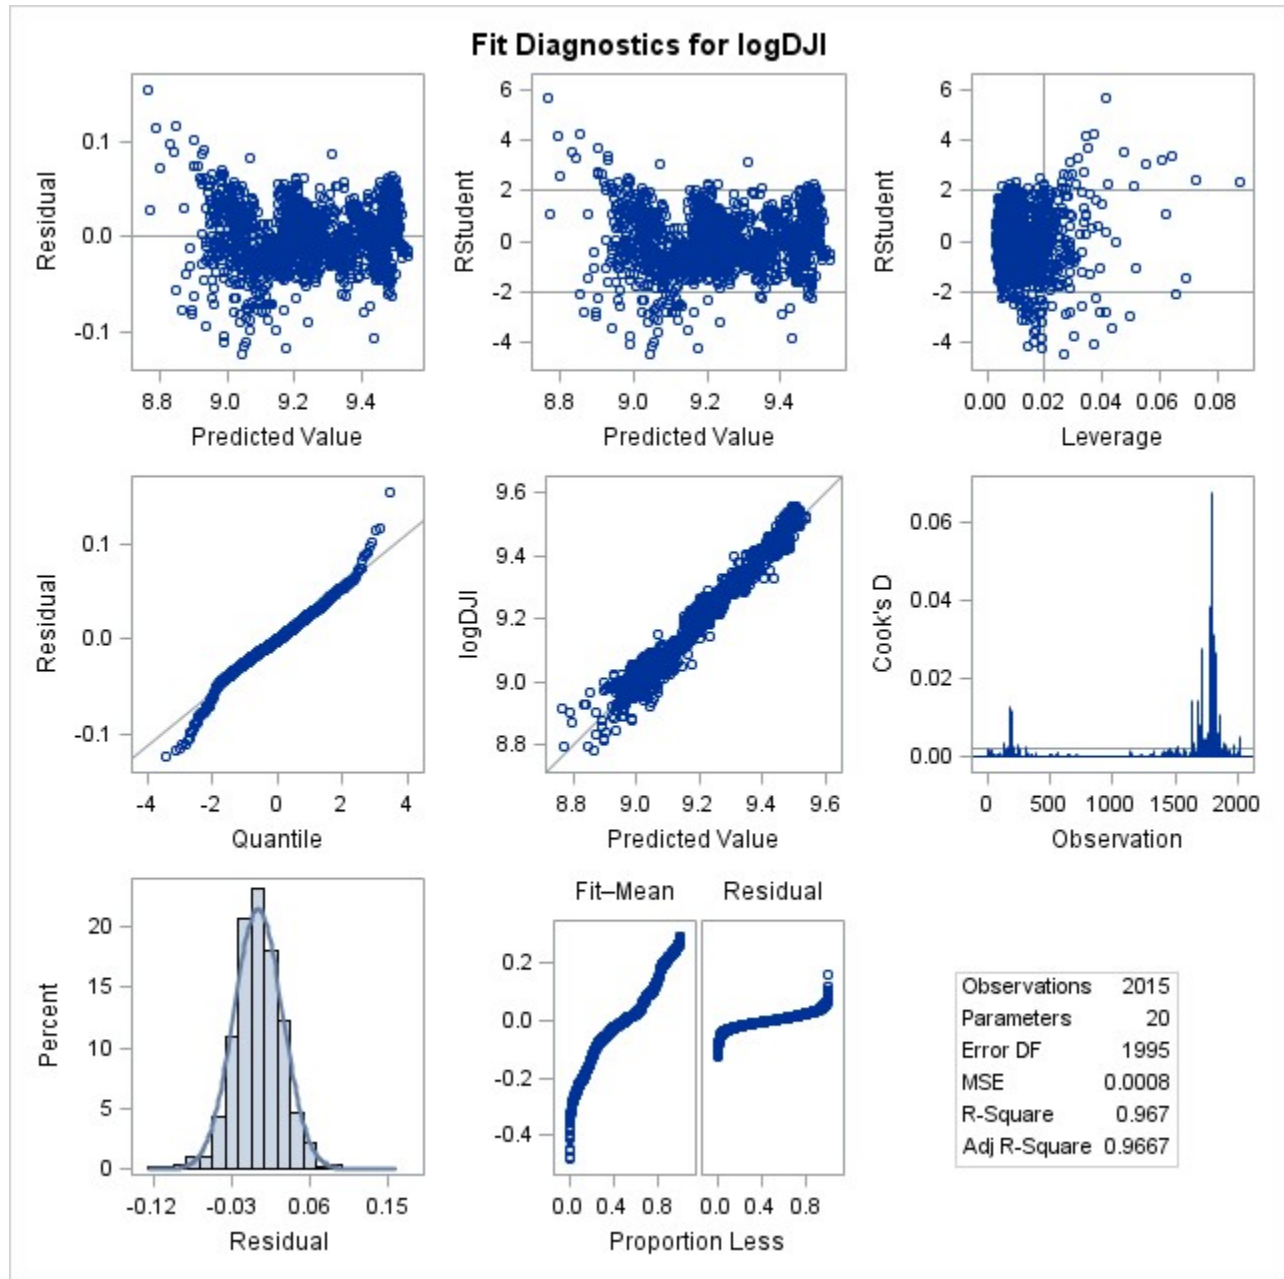 Fit Diagnostics for logDJI
Residual
0.1
0.0
-0.1
8.8 9.0 9.2 9.4
Predicted Value
RStudent
6
4
2
0
-2
-4
8.8 9.0 9.2 9.4
Predicted Value
RStudent
6
4
2
0
-2
-4
0.00 0.02 0.04 0.06 0.08
Leverage
Residual
0.1
0.0
-0.1
-4 -2 0 2 4
Quantile
logDJI
9.6
9.4
9.2
9.0
8.8
8.8 9.0 9.2 9.4 9.6
Predicted Value
Cook's D
0.06
0.04
0.02
0.00
0 500 1000 1500 2000
Observation
Percent
20
15
10
5
0
-0.12 -0.03 0.06 0.15
Residual
Fit–Mean Residual
0.2
0.0
-0.2
-0.4
0.0 0.4 0.8 0.0 0.4 0.8
Proportion Less
Observations 2015
Parameters 20
Error DF 1995
MSE 0.0008
R-Square 0.967
Adj R-Square 0.9667